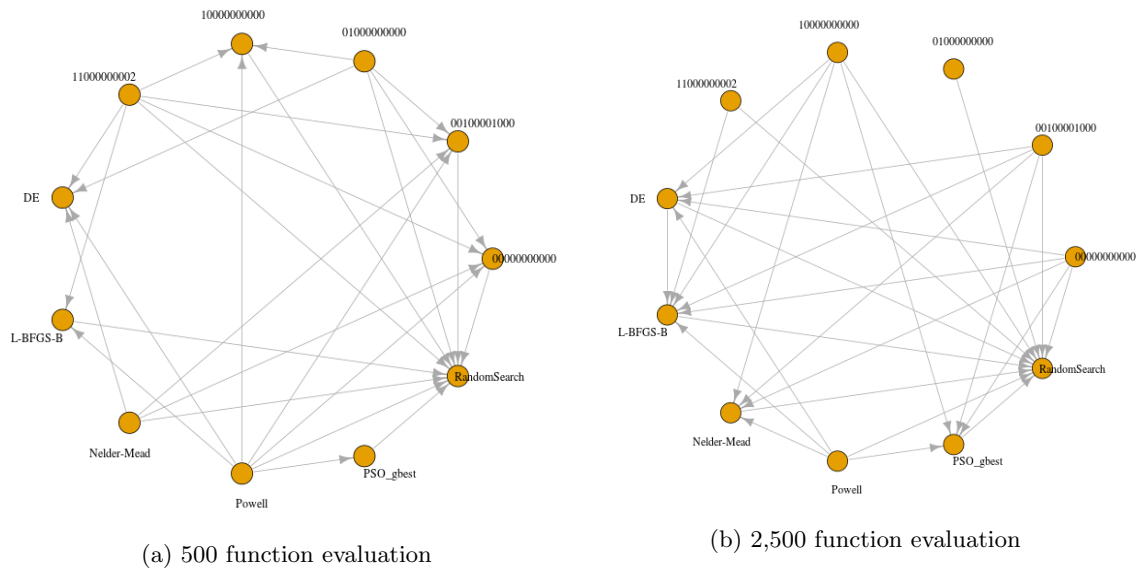 10000000000
01000000000
11000000002
00100001000
DE
00000000000
L-BFGS-B
RandomSearch
Nelder-Mead
PSO_gbest
Powell
(a) 500 function evaluation
10000000000
01000000000
11000000002
00100001000
DE
00000000000
L-BFGS-B
RandomSearch
Nelder-Mead
PSO_gbest
Powell
(b) 2,500 function evaluation